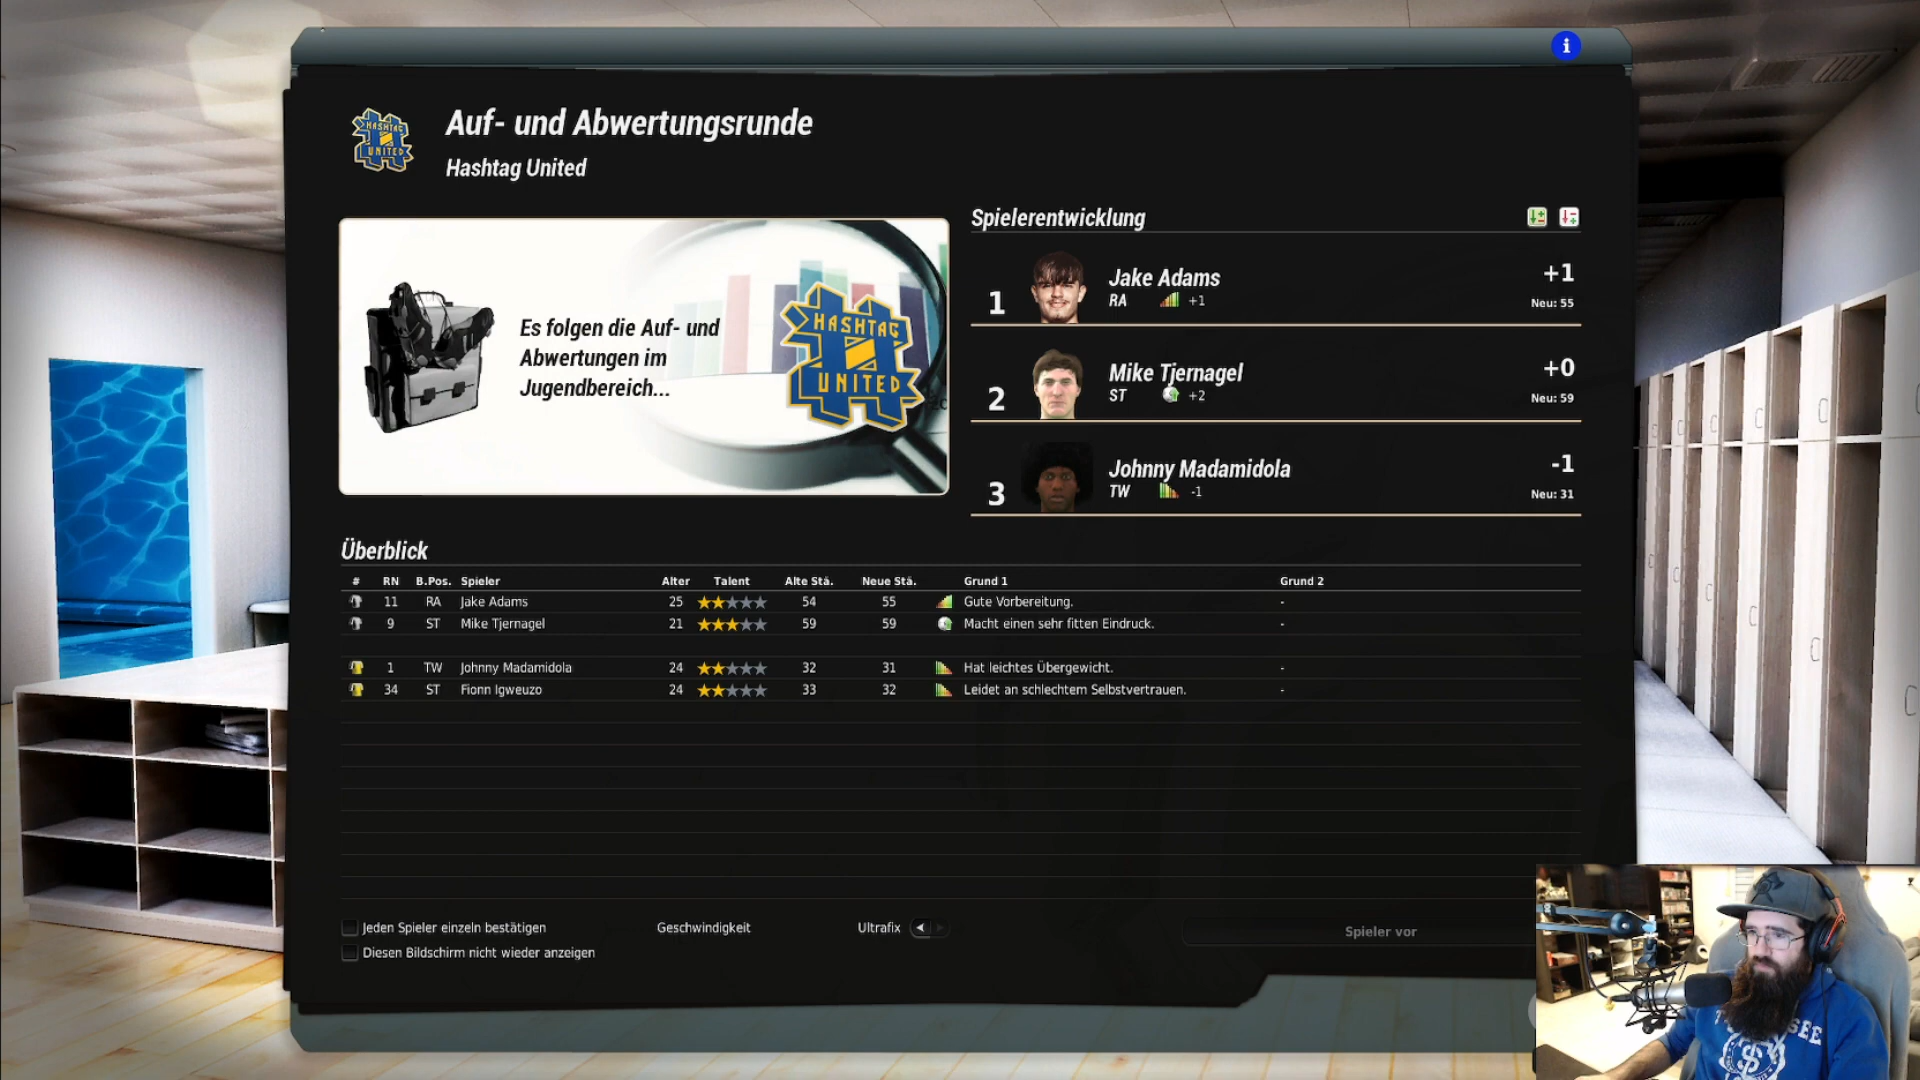 i
HASHTAG
UNITED
Auf- und Abwertungsrunde
Hashtag United
Es folgen die Auf- und
Abwertungen im
Jugendbereich...
HASHTAG
UNITED
Spielerentwicklung
1 Jake Adams +1
RA +1 Neu: 55
2 Mike Tjernagel +0
ST +2 Neu: 59
3 Johnny Madamidola -1
TW -1 Neu: 31
Überblick
# RN B.Pos. Spieler Alter Talent Alte Stä. Neue Stä. Grund 1 Grund 2
11 RA Jake Adams 25 54 55 Gute Vorbereitung. -
9 ST Mike Tjernagel 21 59 59 Macht einen sehr fitten Eindruck. -
1 TW Johnny Madamidola 24 32 31 Hat leichtes Übergewicht. -
34 ST Fionn Igweuzo 24 33 32 Leidet an schlechtem Selbstvertrauen. -
Jeden Spieler einzeln bestätigen Geschwindigkeit Ultrafix Spieler vor
Diesen Bildschirm nicht wieder anzeigen